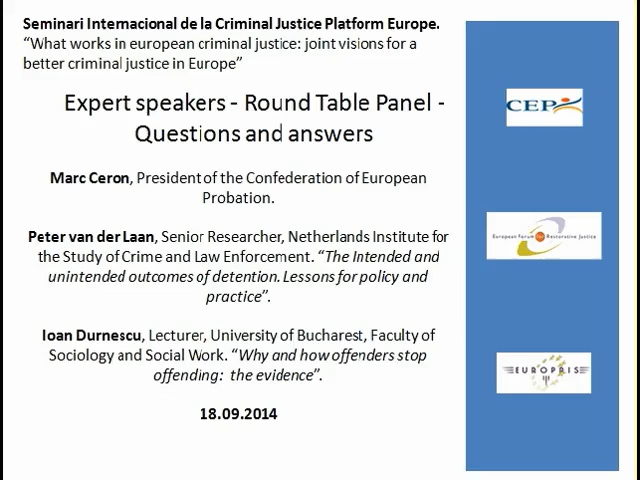 Seminari Internacional de la Criminal Justice Platform Europe.
“What works in european criminal justice: joint visions for a
better criminal justice in Europe”
Expert speakers - Round Table Panel -
Questions and answers
Marc Ceron, President of the Confederation of European
Probation.
Peter van der Laan, Senior Researcher, Netherlands Institute for
the Study of Crime and Law Enforcement. “The Intended and
unintended outcomes of detention. Lessons for policy and
practice”.
Ioan Durnescu, Lecturer, University of Bucharest, Faculty of
Sociology and Social Work. “Why and how offenders stop
offending: the evidence”.
18.09.2014
CEP
European Forum for Restorative Justice
EUROPRIS